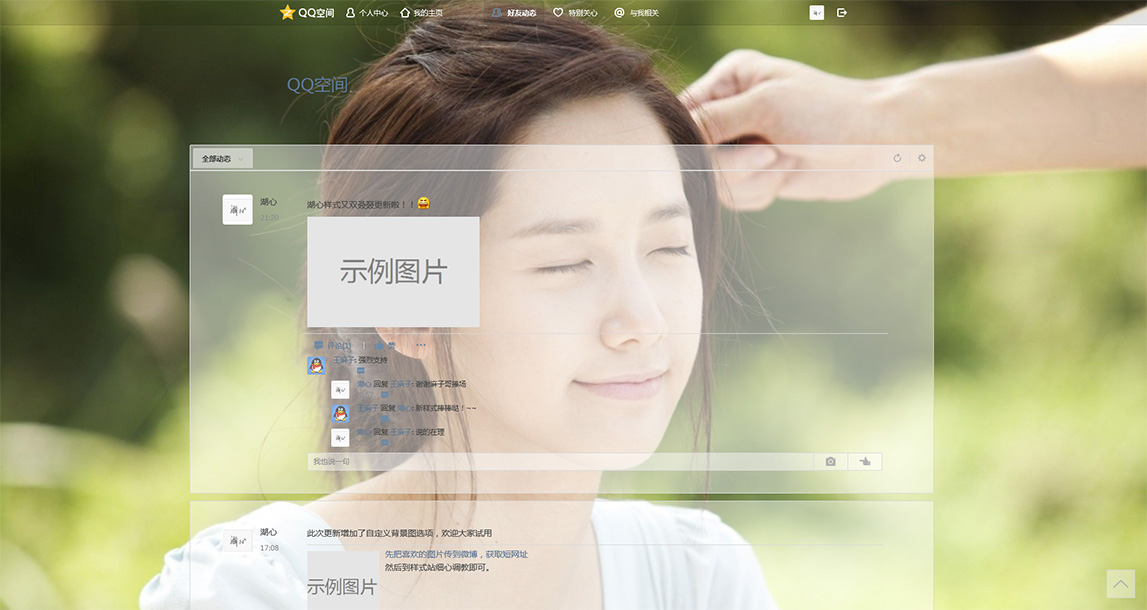 QQ空间 个人中心 我的主页 好友动态 特别关心 与我相关
QQ空间.
全部动态
湖心
21:20
湖心样式又双叒叕更新啦！！
示例图片
评论(1) 赞
王麻子: 强烈支持
湖心 回复 王麻子: 谢谢麻子哥捧场
王麻子 回复 湖心: 新样式棒棒哒！~~
湖心 回复 王麻子: 说的在理
我也说一句
湖心
17:08
此次更新增加了自定义背景图选项，欢迎大家试用
示例图片
先把喜欢的图片传到微博，获取短网址
然后到样式站细心调教即可。